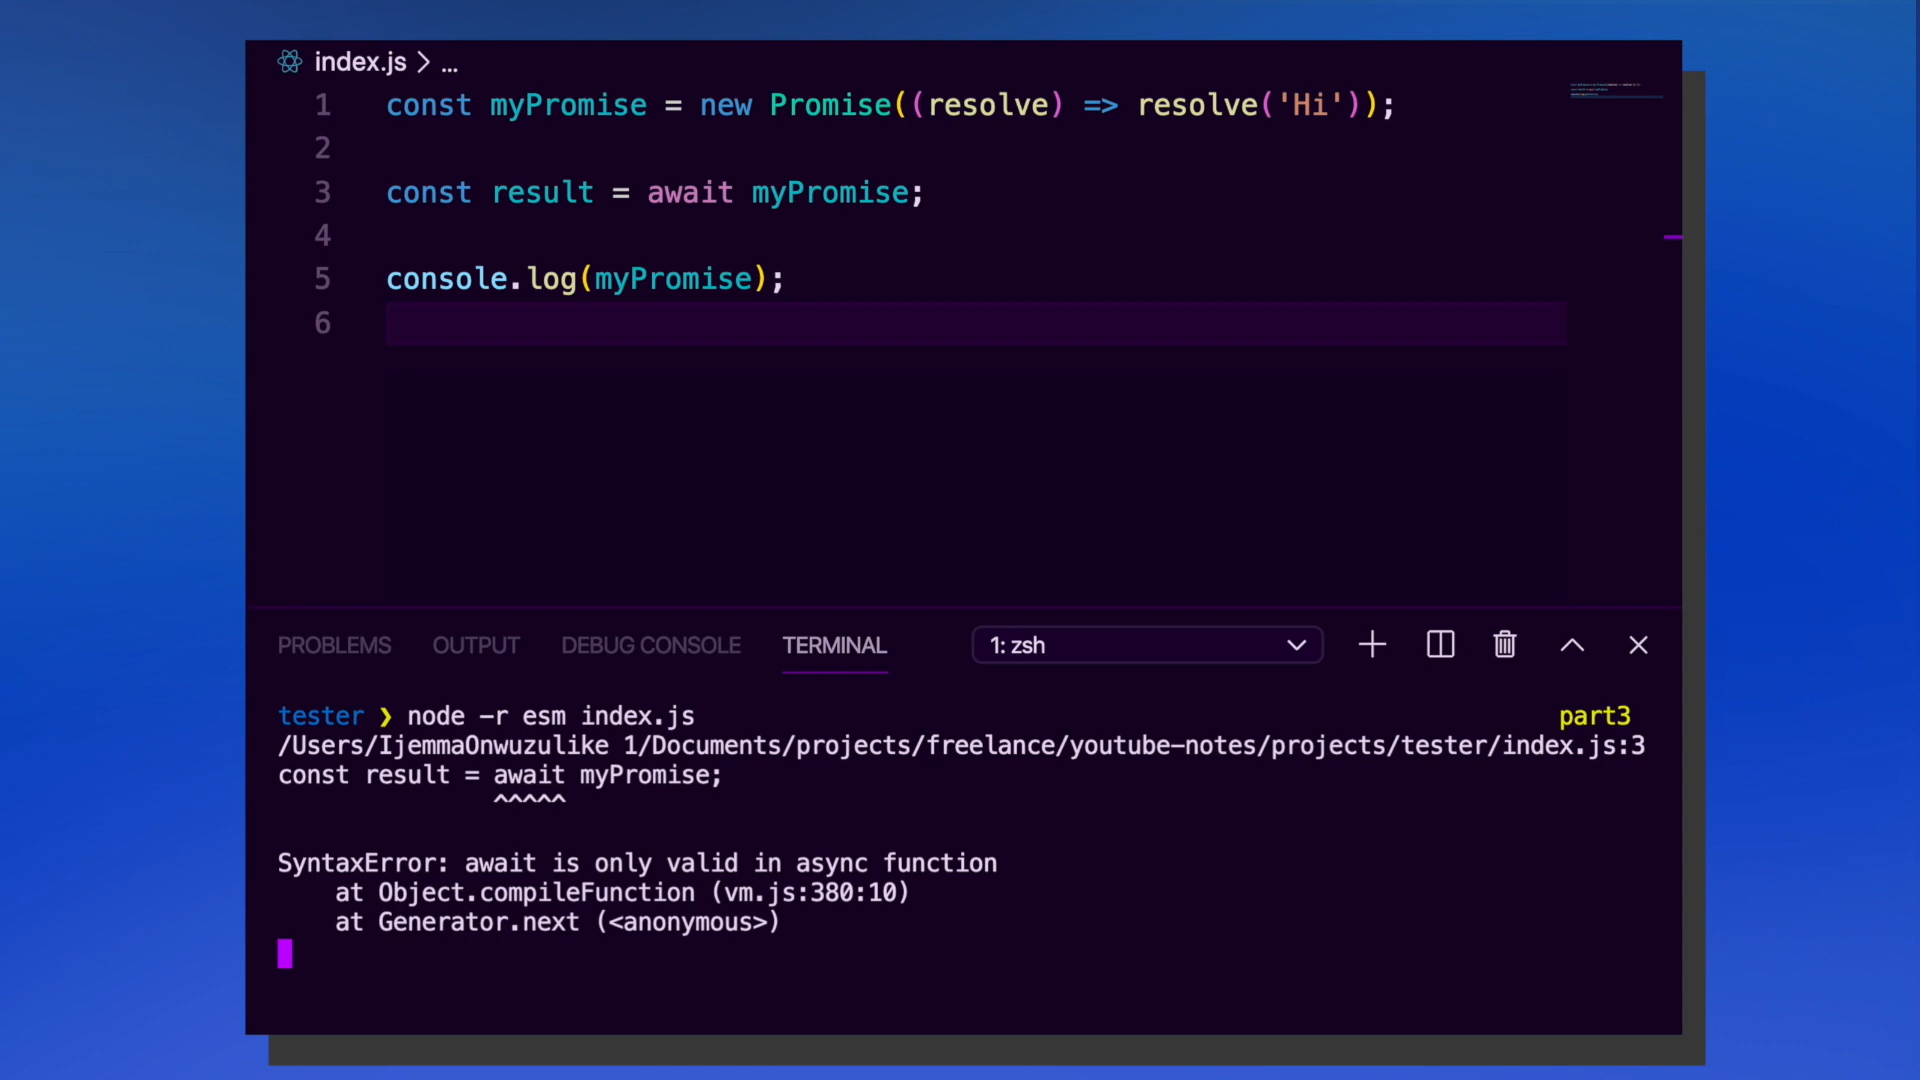 index.js > ...
1 const myPromise = new Promise((resolve) => resolve('Hi'));
2
3 const result = await myPromise;
4
5 console.log(myPromise);
6
PROBLEMS OUTPUT DEBUG CONSOLE TERMINAL 1: zsh
tester ❯ node -r esm index.js part3
/Users/IjemmaOnwuzulike 1/Documents/projects/freelance/youtube-notes/projects/tester/index.js:3
const result = await myPromise;
^^^^^
SyntaxError: await is only valid in async function
at Object.compileFunction (vm.js:380:10)
at Generator.next (<anonymous>)